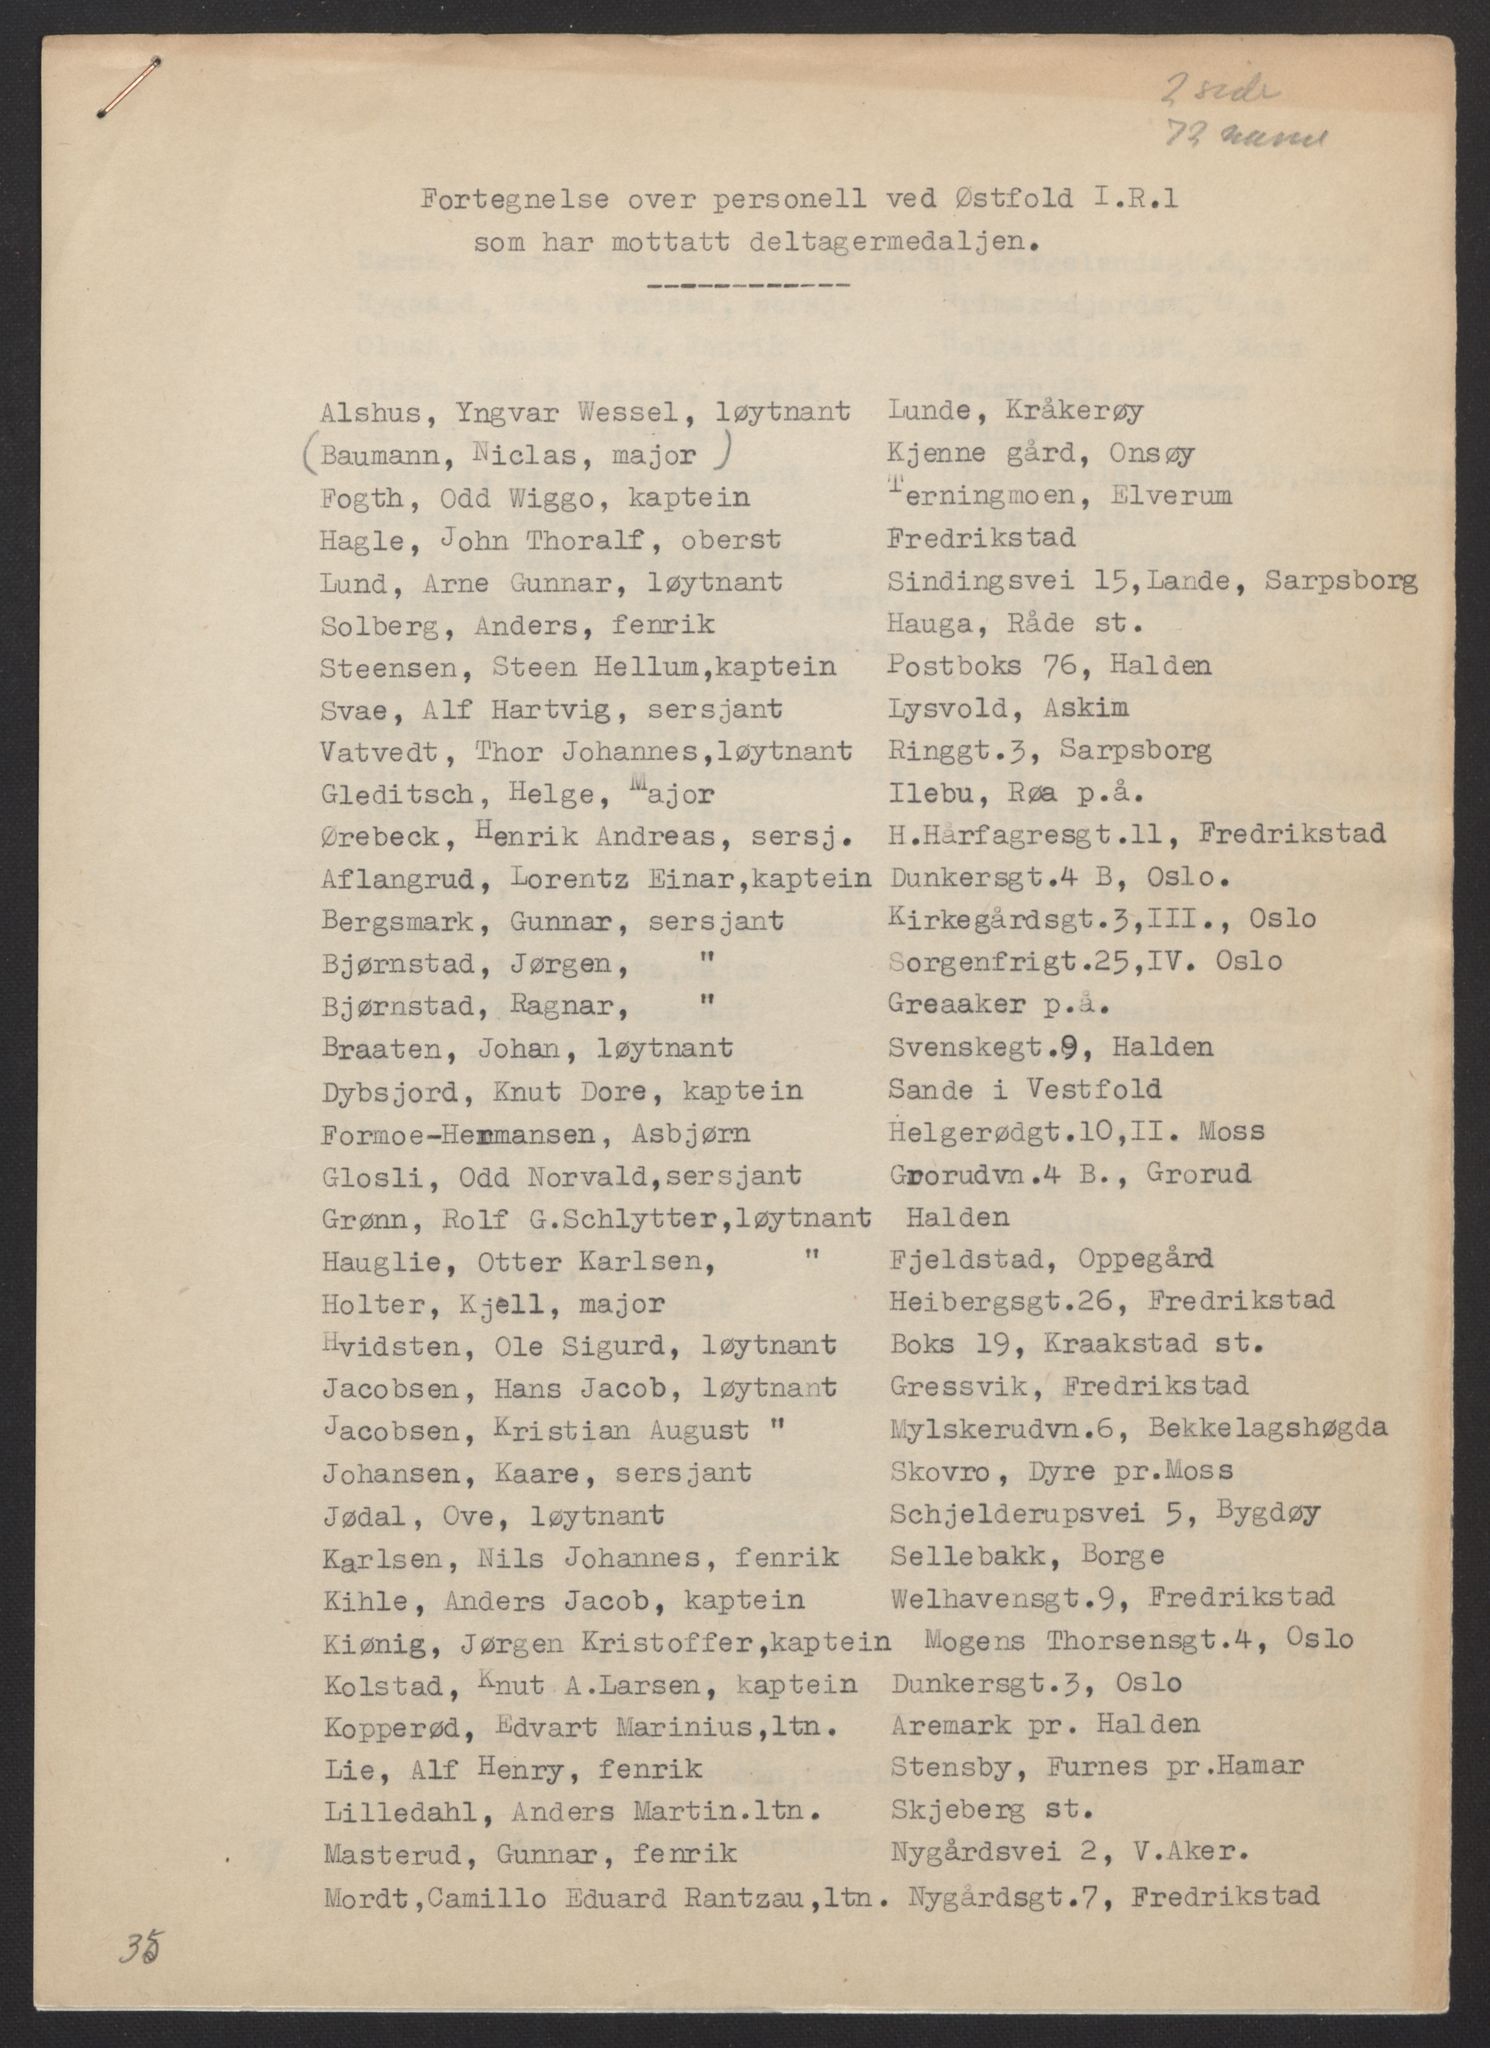 2 side
72 navne
Fortegnelse over personell ved Østfold I.R.1
som har mottatt deltagermedaljen.
Alshus, Yngvar Wessel, løytnant Lunde, Kråkerøy
(Baumann, Niclas, major) Kjenne gård, Onsøy
Fogth, Odd Wiggo, kaptein Terningmoen, Elverum
Hagle, John Thoralf, oberst Fredrikstad
Lund, Arne Gunnar, løytnant Sindingsvei 15,Lande, Sarpsborg
Solberg, Anders, fenrik Hauga, Råde st.
Steensen, Steen Hellum,kaptein Postboks 76, Halden
Svae, Alf Hartvig, sersjant Lysvold, Askim
Vatvedt, Thor Johannes,løytnant Ringgt.3, Sarpsborg
Gleditsch, Helge, Major Ilebu, Røa p.å.
Ørebeck, Henrik Andreas, sersj. H.Hårfagresgt.11, Fredrikstad
Aflangrud, Lorentz Einar,kaptein Dunkersgt.4 B, Oslo.
Bergsmark, Gunnar, sersjant Kirkegårdsgt.3,III., Oslo
Bjørnstad, Jørgen, " Sorgenfrigt.25,IV. Oslo
Bjørnstad, Ragnar, " Greaaker p.å.
Braaten, Johan, løytnant Svenskegt.9, Halden
Dybsjord, Knut Dore, kaptein Sande i Vestfold
Formoe-Hermansen, Asbjørn Helgerødgt.10,II. Moss
Glosli, Odd Norvald,sersjant Grorudvn.4 B., Grorud
Grønn, Rolf G.Schlytter,løytnant Halden
Hauglie, Otter Karlsen, " Fjeldstad, Oppegård
Holter, Kjell, major Heibergsgt.26, Fredrikstad
Hvidsten, Ole Sigurd, løytnant Boks 19, Kraakstad st.
Jacobsen, Hans Jacob, løytnant Gressvik, Fredrikstad
Jacobsen, Kristian August " Mylskerudvn.6, Bekkelagshøgda
Johansen, Kaare, sersjant Skovro, Dyre pr.Moss
Jødal, Ove, løytnant Schjelderupsvei 5, Bygdøy
Karlsen, Nils Johannes, fenrik Sellebakk, Borge
Kihle, Anders Jacob, kaptein Welhavensgt.9, Fredrikstad
Kiønig, Jørgen Kristoffer,kaptein Mogens Thorsensgt.4, Oslo
Kolstad, Knut A.Larsen, kaptein Dunkersgt.3, Oslo
Kopperød, Edvart Marinius,ltn. Aremark pr. Halden
Lie, Alf Henry, fenrik Stensby, Furnes pr.Hamar
Lilledahl, Anders Martin.ltn. Skjeberg st.
Masterud, Gunnar, fenrik Nygårdsvei 2, V.Aker.
Mordt,Camillo Eduard Rantzau,ltn. Nygårdsgt.7, Fredrikstad